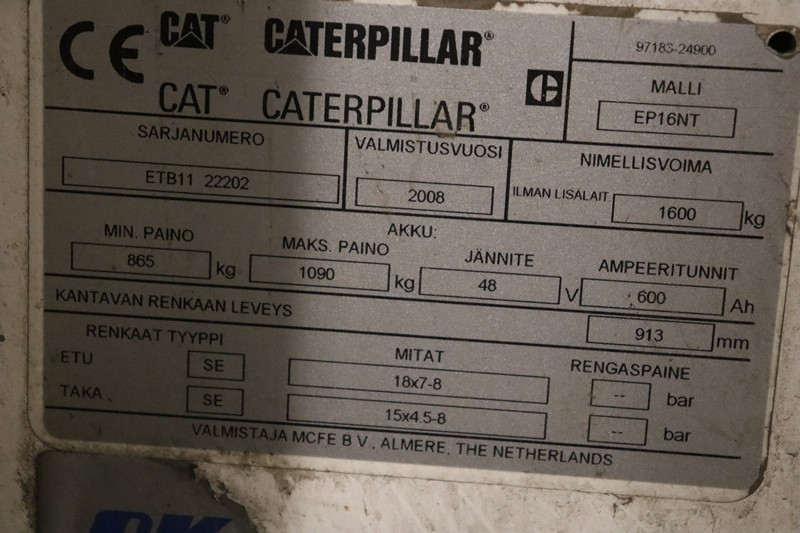 CE CAT® CATERPILLAR®
CAT® CATERPILLAR®
97183-24900
MALLI
EP16NT
SARJANUMERO
ETB11 22202
VALMISTUSVUOSI
2008
NIMELLISVOIMA
ILMAN LISÄLAIT. 1600 kg
AKKU:
MIN. PAINO
865 kg
MAKS. PAINO
1090 kg
JÄNNITE
48 V
AMPEERITUNNIT
600 Ah
KANTAVAN RENKAAN LEVEYS 913 mm
RENKAAT TYYPPI MITAT RENGASPAINE
ETU SE 18x7-8 -- bar
TAKA SE 15x4.5-8 -- bar
VALMISTAJA MCFE B V., ALMERE, THE NETHERLANDS